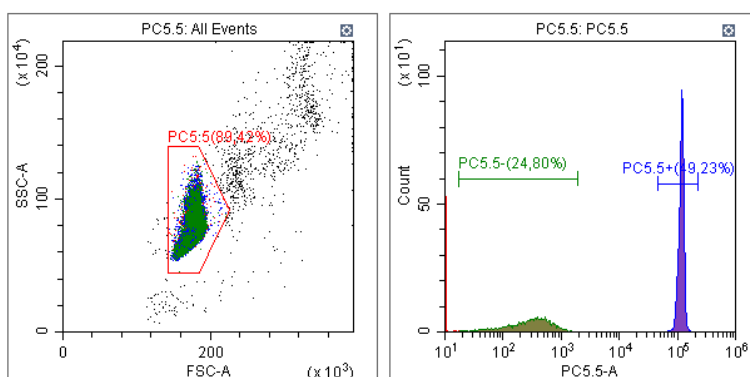 PC5.5: All Events
(x 10⁴)
200
100
0
SSC-A
PC5.5(89,42%)
0
200
FSC-A
(x 10³)
PC5.5: PC5.5
(x 10¹)
100
50
0
Count
PC5.5-(24,80%)
PC5.5+(49,23%)
10¹
10²
10³
10⁴
10⁵
10⁶
PC5.5-A